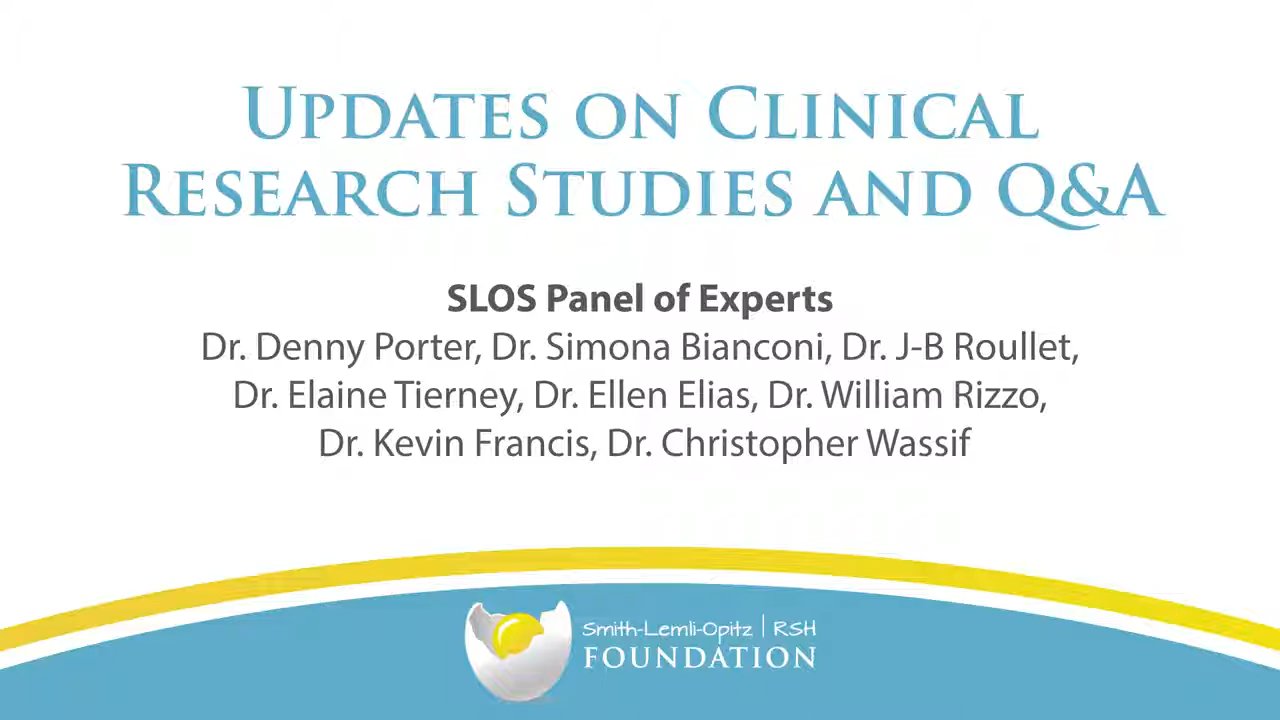 UPDATES ON CLINICAL
RESEARCH STUDIES AND Q&A
SLOS Panel of Experts
Dr. Denny Porter, Dr. Simona Bianconi, Dr. J-B Roullet,
Dr. Elaine Tierney, Dr. Ellen Elias, Dr. William Rizzo,
Dr. Kevin Francis, Dr. Christopher Wassif
Smith-Lemli-Opitz | RSH
FOUNDATION